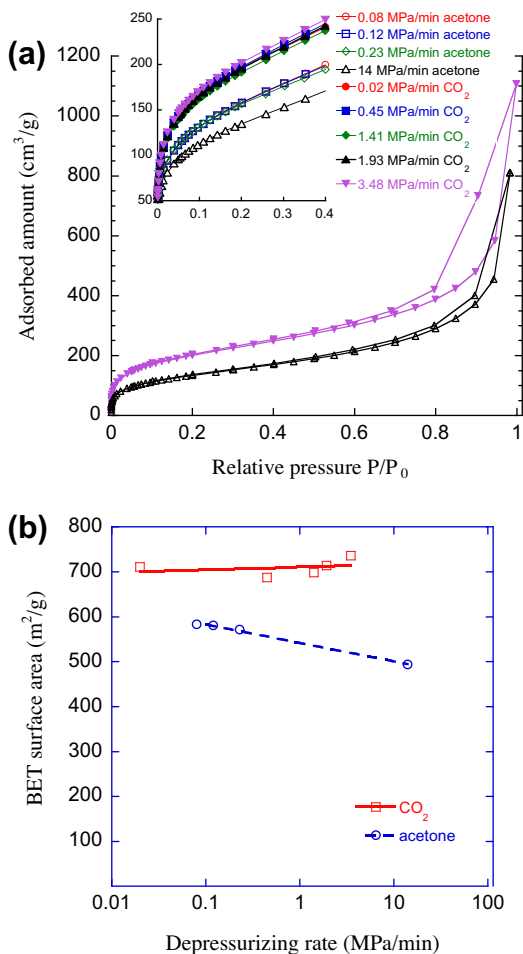 (a)
250
200
150
100
50
0
0.1
0.2
0.3
0.4
0.08 MPa/min acetone
0.12 MPa/min acetone
0.23 MPa/min acetone
14 MPa/min acetone
0.02 MPa/min CO₂
0.45 MPa/min CO₂
1.41 MPa/min CO₂
1.93 MPa/min CO₂
3.48 MPa/min CO₂
Adsorbed amount (cm³/g)
1200
1000
800
600
400
200
0
0
0.2
0.4
0.6
0.8
1
Relative pressure P/P₀
(b)
BET surface area (m²/g)
800
700
600
500
400
300
200
100
CO₂
acetone
0.01
0.1
1
10
100
Depressurizing rate (MPa/min)